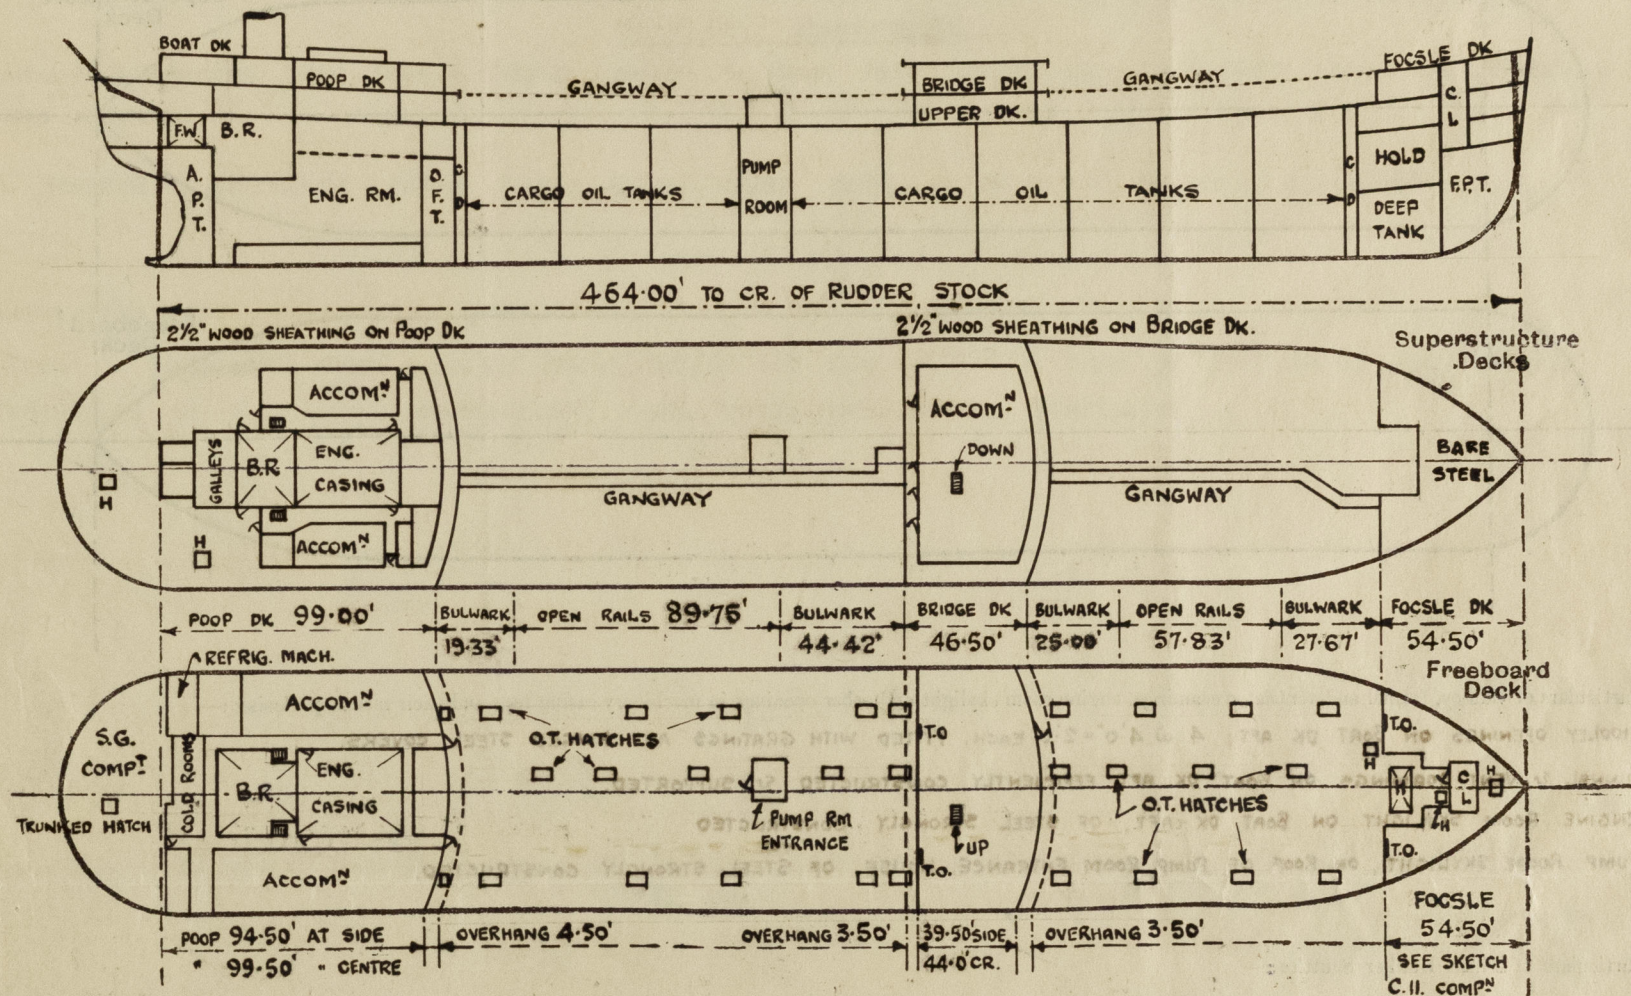 BOAT DK
FOCSLE DK
POOP DK
GANGWAY
BRIDGE DK
GANGWAY
UPPER DK.
F.W.
B.R.
C.
L
A.
P.
T.
ENG. RM.
O.
F.
T.
C
D
CARGO OIL TANKS
PUMP
ROOM
CARGO OIL TANKS
C
D
HOLD
DEEP
TANK
F.P.T.
464·00' TO CR. OF RUDDER STOCK
2½" WOOD SHEATHING ON POOP DK
2½" WOOD SHEATHING ON BRIDGE DK.
Superstructure
Decks
ACCOMN
GALLEYS
B.R.
ENG.
CASING
ACCOMN
H
H
GANGWAY
ACCOMN
DOWN
GANGWAY
BARE
STEEL
POOP DK 99·00'
BULWARK
19·33'
OPEN RAILS 89·75'
BULWARK
44·42'
BRIDGE DK
46·50'
BULWARK
25·00'
OPEN RAILS
57·83'
BULWARK
27·67'
FOCSLE DK
54·50'
REFRIG. MACH.
Freeboard
Deck
ACCOMN
S.G.
COMPT
COLD ROOMS
B.R.
ENG.
CASING
TRUNKED HATCH
ACCOMN
O.T. HATCHES
PUMP RM
ENTRANCE
T.O
UP
T.O.
O.T. HATCHES
T.O.
H
H
H
C
L
H
T.O.
POOP 94·50' AT SIDE
" 99·50' " CENTRE
OVERHANG 4·50'
OVERHANG 3·50'
39·50' SIDE
44·0' CR.
OVERHANG 3·50'
FOCSLE
54·50'
SEE SKETCH
C.11. COMPN